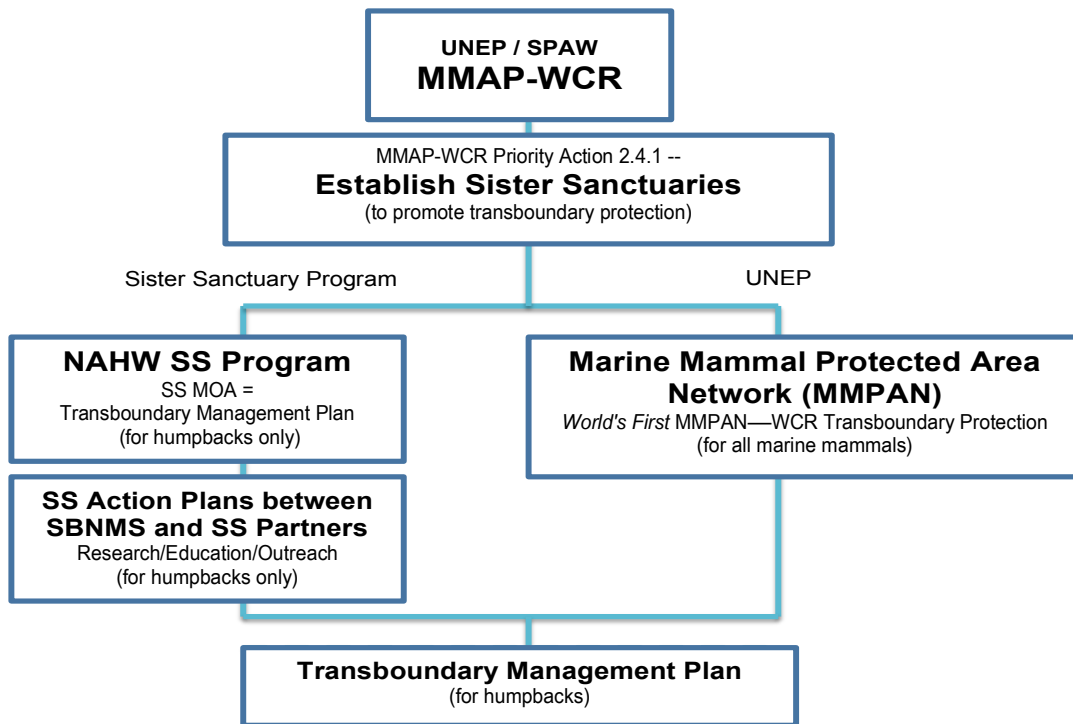 UNEP / SPAW
MMAP-WCR
MMAP-WCR Priority Action 2.4.1 --
Establish Sister Sanctuaries
(to promote transboundary protection)
Sister Sanctuary Program
UNEP
NAHW SS Program
SS MOA =
Transboundary Management Plan
(for humpbacks only)
Marine Mammal Protected Area
Network (MMPAN)
World's First MMPAN—WCR Transboundary Protection
(for all marine mammals)
SS Action Plans between
SBNMS and SS Partners
Research/Education/Outreach
(for humpbacks only)
Transboundary Management Plan
(for humpbacks)